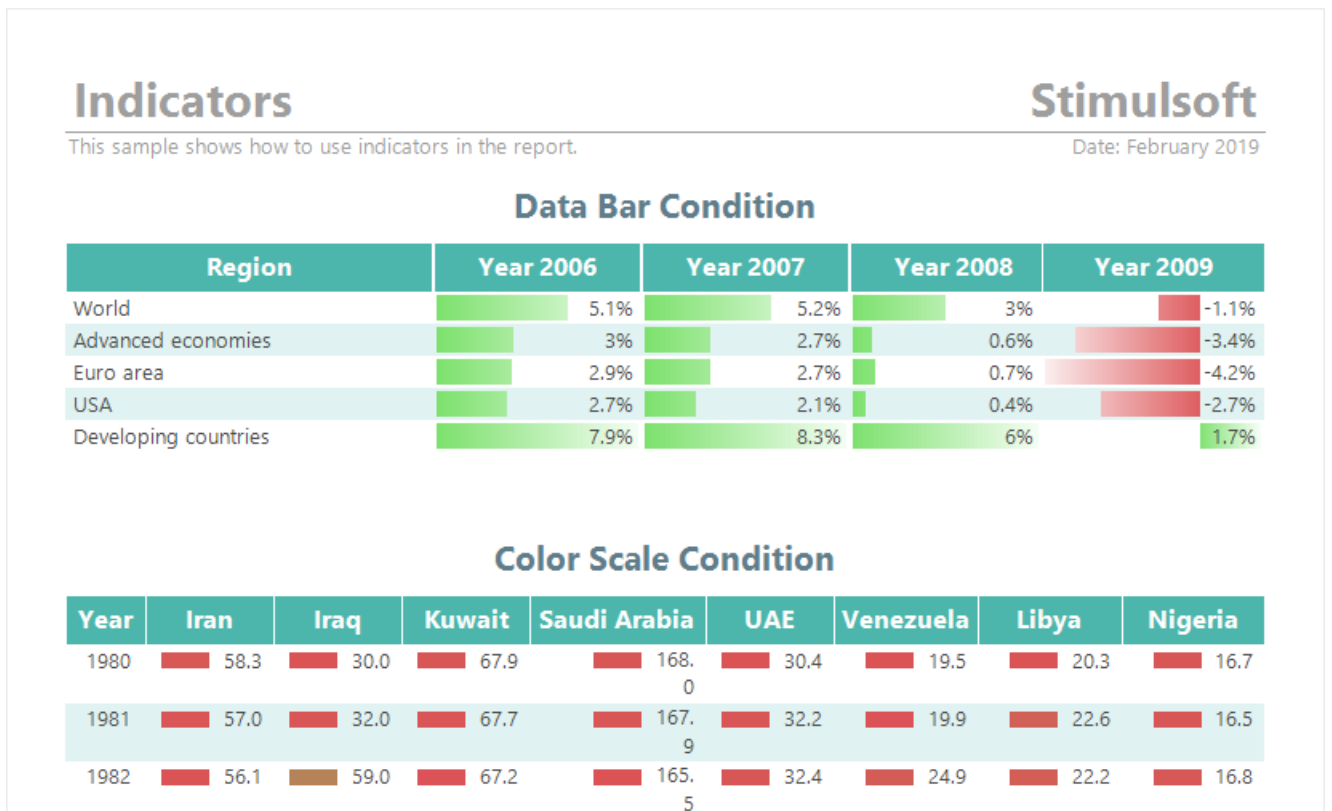 Indicators Stimulsoft
This sample shows how to use indicators in the report. Date: February 2019
Data Bar Condition
Region Year 2006 Year 2007 Year 2008 Year 2009
World 5.1% 5.2% 3% -1.1%
Advanced economies 3% 2.7% 0.6% -3.4%
Euro area 2.9% 2.7% 0.7% -4.2%
USA 2.7% 2.1% 0.4% -2.7%
Developing countries 7.9% 8.3% 6% 1.7%
Color Scale Condition
Year Iran Iraq Kuwait Saudi Arabia UAE Venezuela Libya Nigeria
1980 58.3 30.0 67.9 168. 30.4 19.5 20.3 16.7
0
1981 57.0 32.0 67.7 167. 32.2 19.9 22.6 16.5
9
1982 56.1 59.0 67.2 165. 32.4 24.9 22.2 16.8
5